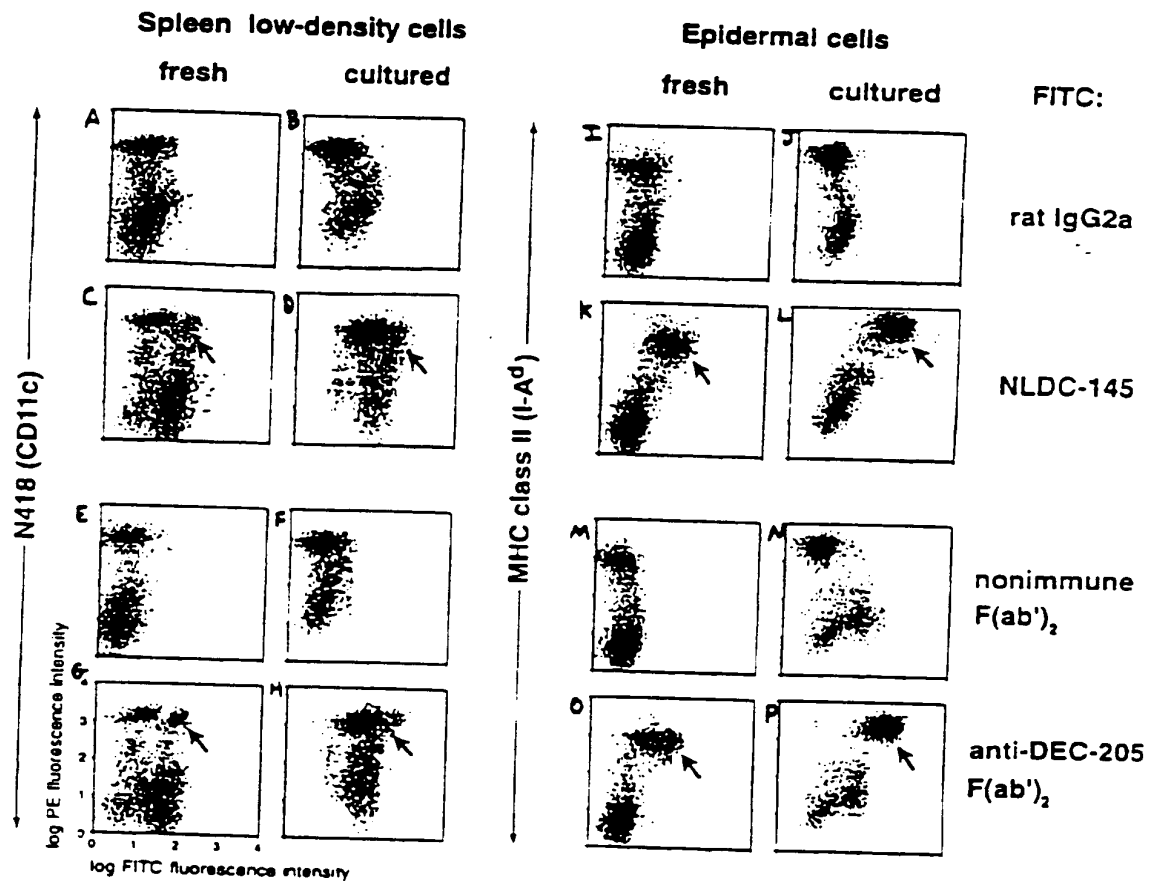 Spleen low-density cells
Epidermal cells
fresh
cultured
fresh
cultured
FITC:
A
B
I
J
rat IgG2a
C
D
K
L
NLDC-145
N418 (CD11c)
MHC class II (I-Aᵈ)
E
F
M
N
nonimmune
F(ab')₂
G
H
O
P
anti-DEC-205
F(ab')₂
log PE fluorescence intensity
4
3
2
1
0
0 1 2 3 4
log FITC fluorescence intensity